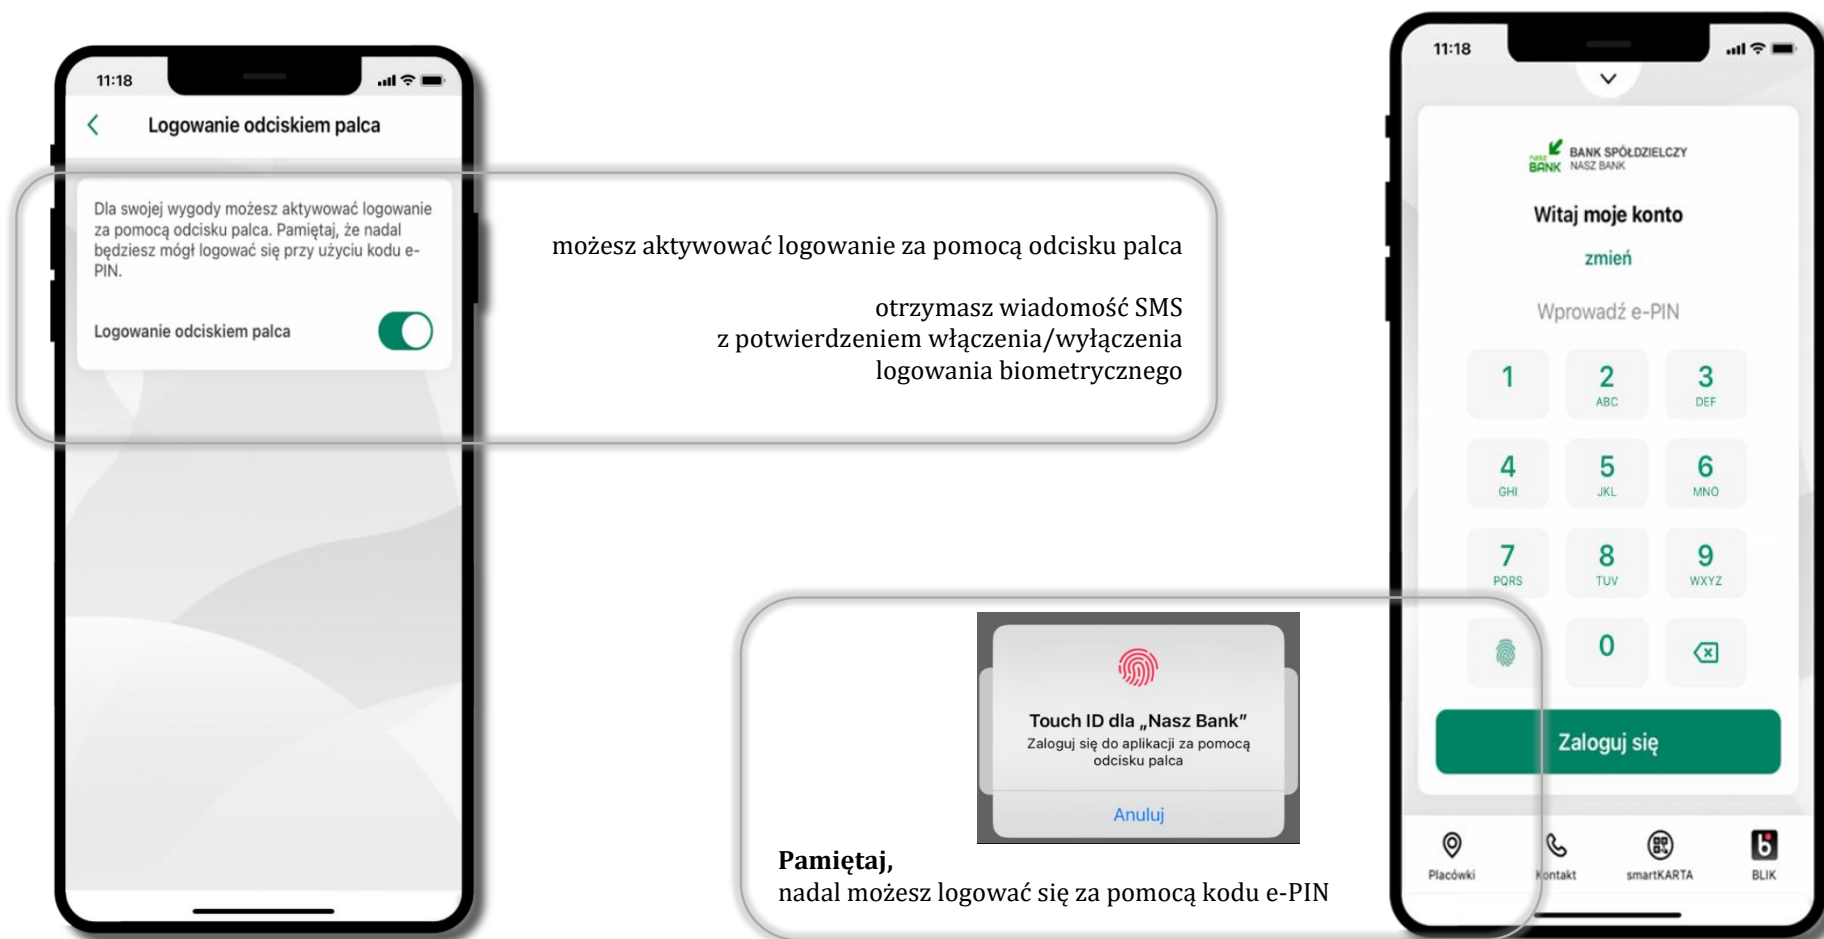 11:18
Logowanie odciskiem palca
Dla swojej wygody możesz aktywować logowanie
za pomocą odcisku palca. Pamiętaj, że nadal
będziesz mógł logować się przy użyciu kodu e-
PIN.
Logowanie odciskiem palca
możesz aktywować logowanie za pomocą odcisku palca
otrzymasz wiadomość SMS
z potwierdzeniem włączenia/wyłączenia
logowania biometrycznego
Touch ID dla „Nasz Bank”
Zaloguj się do aplikacji za pomocą
odcisku palca
Anuluj
Pamiętaj,
nadal możesz logować się za pomocą kodu e-PIN
11:18
nasz BANK
BANK SPÓŁDZIELCZY
NASZ BANK
Witaj moje konto
zmień
Wprowadź e-PIN
1 2 3
ABC DEF
4 5 6
GHI JKL MNO
7 8 9
PQRS TUV WXYZ
0
Zaloguj się
Placówki Kontakt smartKARTA BLIK